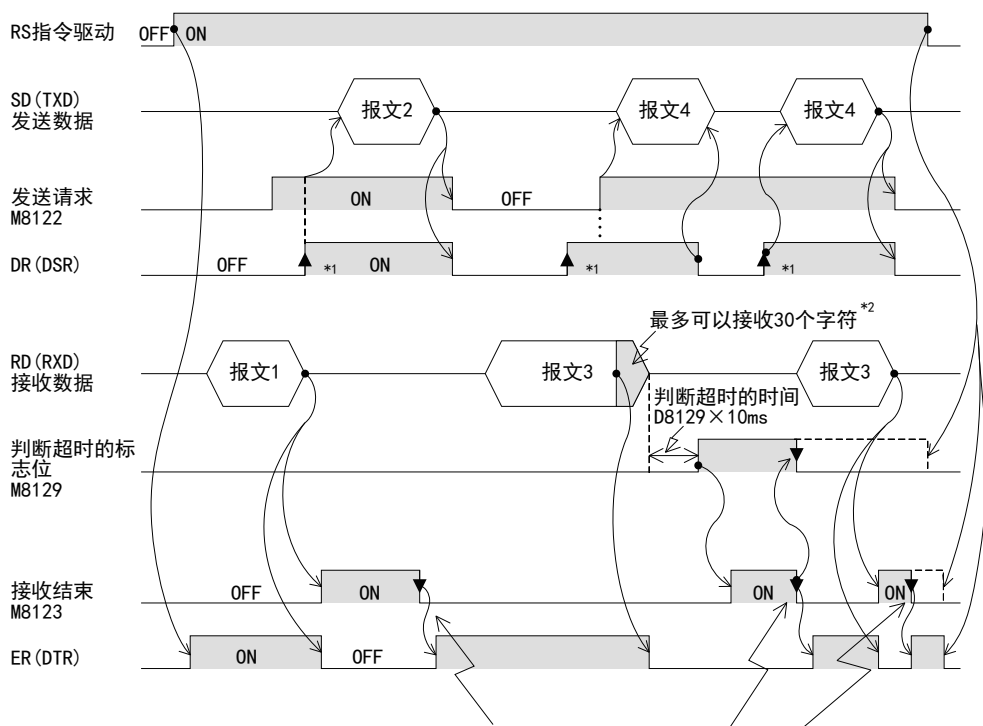 RS指令驱动 OFF ON
SD(TXD)
发送数据
报文2 报文4 报文4
发送请求
M8122
ON OFF
DR(DSR) OFF *1 ON *1 *1
最多可以接收30个字符*2
RD(RXD)
接收数据
报文1 报文3 报文3
判断超时的时间
D8129×10ms
判断超时的标
志位
M8129
接收结束
M8123
OFF ON ON ON
ER(DTR) ON OFF